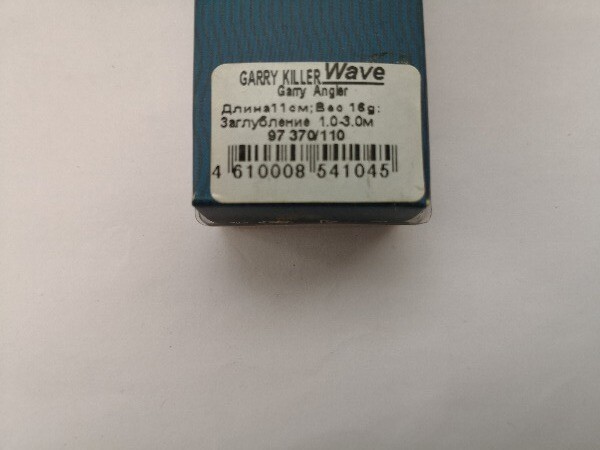 GARRY KILLER Wave
Garry Angler
Длина11см;Вес 16g;
Заглубление 1.0-3.0м
97 370/110
4 610008 541045